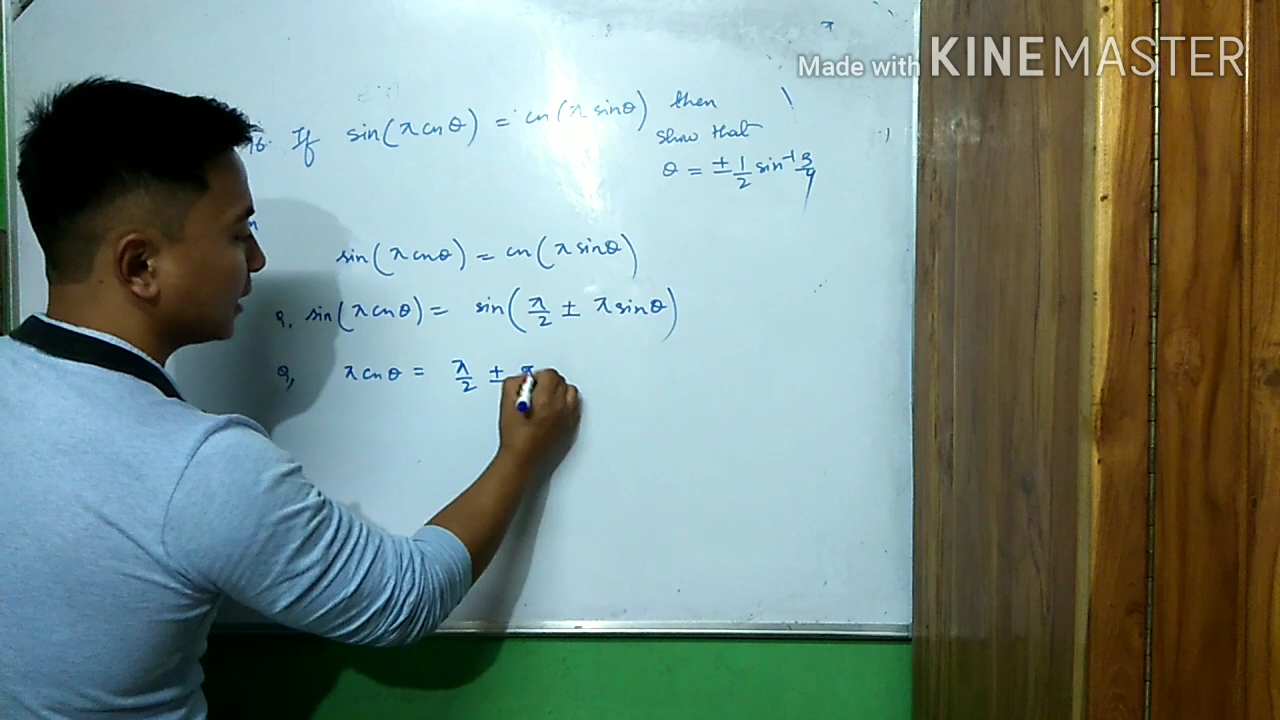 Made with KINEMASTER
16. If sin(π cos θ) = cos(π sin θ) then
show that
θ = ± 1/2 sin⁻¹ 3/4
sin(π cos θ) = cos(π sin θ)
or, sin(π cos θ) = sin(π/2 ± π sin θ)
or, π cos θ = π/2 ± π